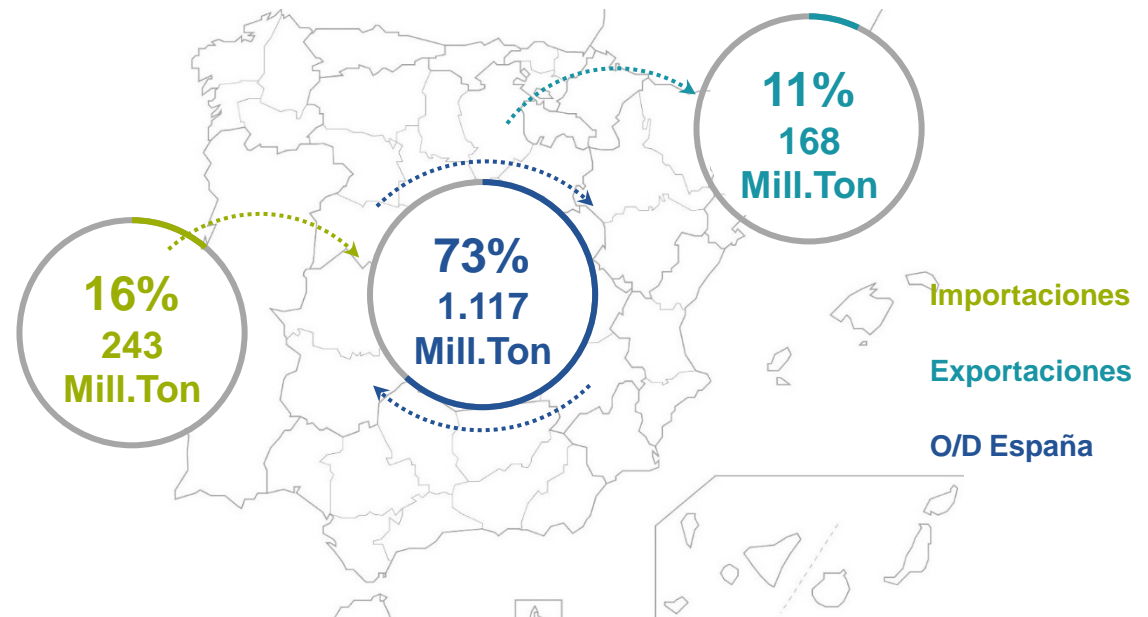 11%
168
Mill.Ton
73%
1.117
Mill.Ton
16%
243
Mill.Ton
Importaciones
Exportaciones
O/D España